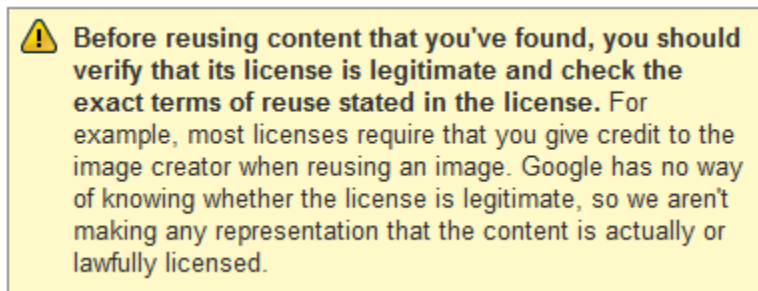 Before reusing content that you've found, you should
verify that its license is legitimate and check the
exact terms of reuse stated in the license. For
example, most licenses require that you give credit to the
image creator when reusing an image. Google has no way
of knowing whether the license is legitimate, so we aren't
making any representation that the content is actually or
lawfully licensed.